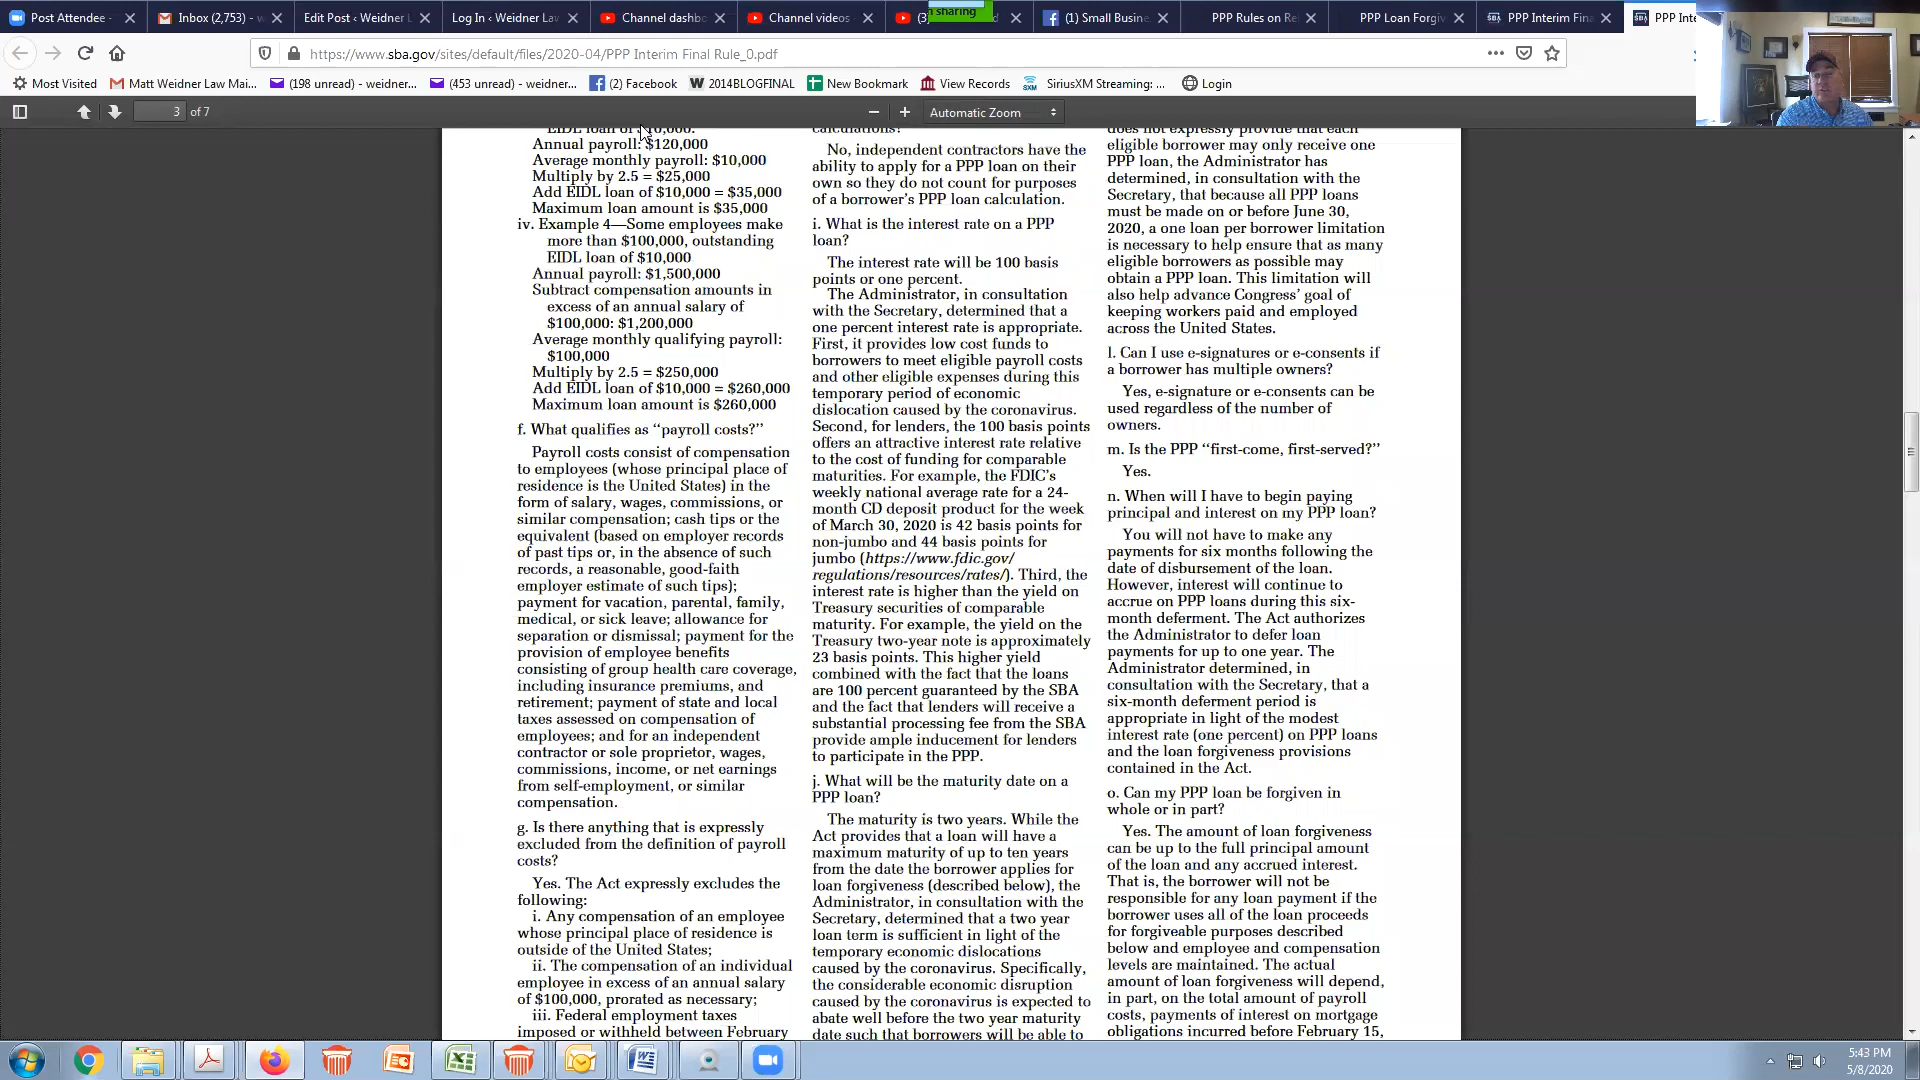 Post Attendee -
Inbox (2,753) - w
Edit Post ‹ Weidner L
Log In ‹ Weidner Law
Channel dashbo
Channel videos
(3
n sharing
(1) Small Busine
PPP Rules on Re
PPP Loan Forgiv
PPP Interim Fina
PPP Inte
https://www.sba.gov/sites/default/files/2020-04/PPP Interim Final Rule_0.pdf
Most Visited
Matt Weidner Law Mai...
(198 unread) - weidner...
(453 unread) - weidner...
(2) Facebook
2014BLOGFINAL
New Bookmark
View Records
SiriusXM Streaming: ...
Login
3 of 7
Automatic Zoom
EIDL loan of $10,000.
Annual payroll: $120,000
Average monthly payroll: $10,000
Multiply by 2.5 = $25,000
Add EIDL loan of $10,000 = $35,000
Maximum loan amount is $35,000
iv. Example 4—Some employees make
more than $100,000, outstanding
EIDL loan of $10,000
Annual payroll: $1,500,000
Subtract compensation amounts in
excess of an annual salary of
$100,000: $1,200,000
Average monthly qualifying payroll:
$100,000
Multiply by 2.5 = $250,000
Add EIDL loan of $10,000 = $260,000
Maximum loan amount is $260,000
f. What qualifies as ‘‘payroll costs?’’
Payroll costs consist of compensation
to employees (whose principal place of
residence is the United States) in the
form of salary, wages, commissions, or
similar compensation; cash tips or the
equivalent (based on employer records
of past tips or, in the absence of such
records, a reasonable, good-faith
employer estimate of such tips);
payment for vacation, parental, family,
medical, or sick leave; allowance for
separation or dismissal; payment for the
provision of employee benefits
consisting of group health care coverage,
including insurance premiums, and
retirement; payment of state and local
taxes assessed on compensation of
employees; and for an independent
contractor or sole proprietor, wages,
commissions, income, or net earnings
from self-employment, or similar
compensation.
g. Is there anything that is expressly
excluded from the definition of payroll
costs?
Yes. The Act expressly excludes the
following:
i. Any compensation of an employee
whose principal place of residence is
outside of the United States;
ii. The compensation of an individual
employee in excess of an annual salary
of $100,000, prorated as necessary;
iii. Federal employment taxes
imposed or withheld between February
calculations?
No, independent contractors have the
ability to apply for a PPP loan on their
own so they do not count for purposes
of a borrower’s PPP loan calculation.
i. What is the interest rate on a PPP
loan?
The interest rate will be 100 basis
points or one percent.
The Administrator, in consultation
with the Secretary, determined that a
one percent interest rate is appropriate.
First, it provides low cost funds to
borrowers to meet eligible payroll costs
and other eligible expenses during this
temporary period of economic
dislocation caused by the coronavirus.
Second, for lenders, the 100 basis points
offers an attractive interest rate relative
to the cost of funding for comparable
maturities. For example, the FDIC’s
weekly national average rate for a 24-
month CD deposit product for the week
of March 30, 2020 is 42 basis points for
non-jumbo and 44 basis points for
jumbo (https://www.fdic.gov/
regulations/resources/rates/). Third, the
interest rate is higher than the yield on
Treasury securities of comparable
maturity. For example, the yield on the
Treasury two-year note is approximately
23 basis points. This higher yield
combined with the fact that the loans
are 100 percent guaranteed by the SBA
and the fact that lenders will receive a
substantial processing fee from the SBA
provide ample inducement for lenders
to participate in the PPP.
j. What will be the maturity date on a
PPP loan?
The maturity is two years. While the
Act provides that a loan will have a
maximum maturity of up to ten years
from the date the borrower applies for
loan forgiveness (described below), the
Administrator, in consultation with the
Secretary, determined that a two year
loan term is sufficient in light of the
temporary economic dislocations
caused by the coronavirus. Specifically,
the considerable economic disruption
caused by the coronavirus is expected to
abate well before the two year maturity
date such that borrowers will be able to
does not expressly provide that each
eligible borrower may only receive one
PPP loan, the Administrator has
determined, in consultation with the
Secretary, that because all PPP loans
must be made on or before June 30,
2020, a one loan per borrower limitation
is necessary to help ensure that as many
eligible borrowers as possible may
obtain a PPP loan. This limitation will
also help advance Congress’ goal of
keeping workers paid and employed
across the United States.
l. Can I use e-signatures or e-consents if
a borrower has multiple owners?
Yes, e-signature or e-consents can be
used regardless of the number of
owners.
m. Is the PPP ‘‘first-come, first-served?’’
Yes.
n. When will I have to begin paying
principal and interest on my PPP loan?
You will not have to make any
payments for six months following the
date of disbursement of the loan.
However, interest will continue to
accrue on PPP loans during this six-
month deferment. The Act authorizes
the Administrator to defer loan
payments for up to one year. The
Administrator determined, in
consultation with the Secretary, that a
six-month deferment period is
appropriate in light of the modest
interest rate (one percent) on PPP loans
and the loan forgiveness provisions
contained in the Act.
o. Can my PPP loan be forgiven in
whole or in part?
Yes. The amount of loan forgiveness
can be up to the full principal amount
of the loan and any accrued interest.
That is, the borrower will not be
responsible for any loan payment if the
borrower uses all of the loan proceeds
for forgiveable purposes described
below and employee and compensation
levels are maintained. The actual
amount of loan forgiveness will depend,
in part, on the total amount of payroll
costs, payments of interest on mortgage
obligations incurred before February 15,
5:43 PM
5/8/2020